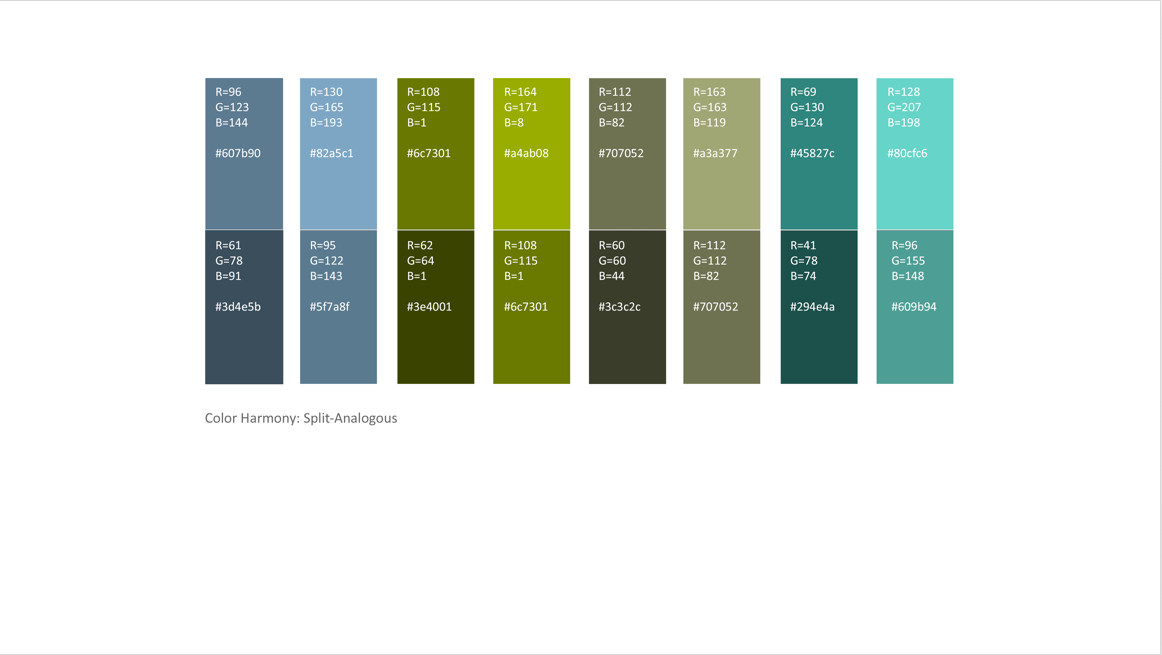 R=96
G=123
B=144
#607b90
R=130
G=165
B=193
#82a5c1
R=108
G=115
B=1
#6c7301
R=164
G=171
B=8
#a4ab08
R=112
G=112
B=82
#707052
R=163
G=163
B=119
#a3a377
R=69
G=130
B=124
#45827c
R=128
G=207
B=198
#80cfc6
R=61
G=78
B=91
#3d4e5b
R=95
G=122
B=143
#5f7a8f
R=62
G=64
B=1
#3e4001
R=108
G=115
B=1
#6c7301
R=60
G=60
B=44
#3c3c2c
R=112
G=112
B=82
#707052
R=41
G=78
B=74
#294e4a
R=96
G=155
B=148
#609b94
Color Harmony: Split-Analogous